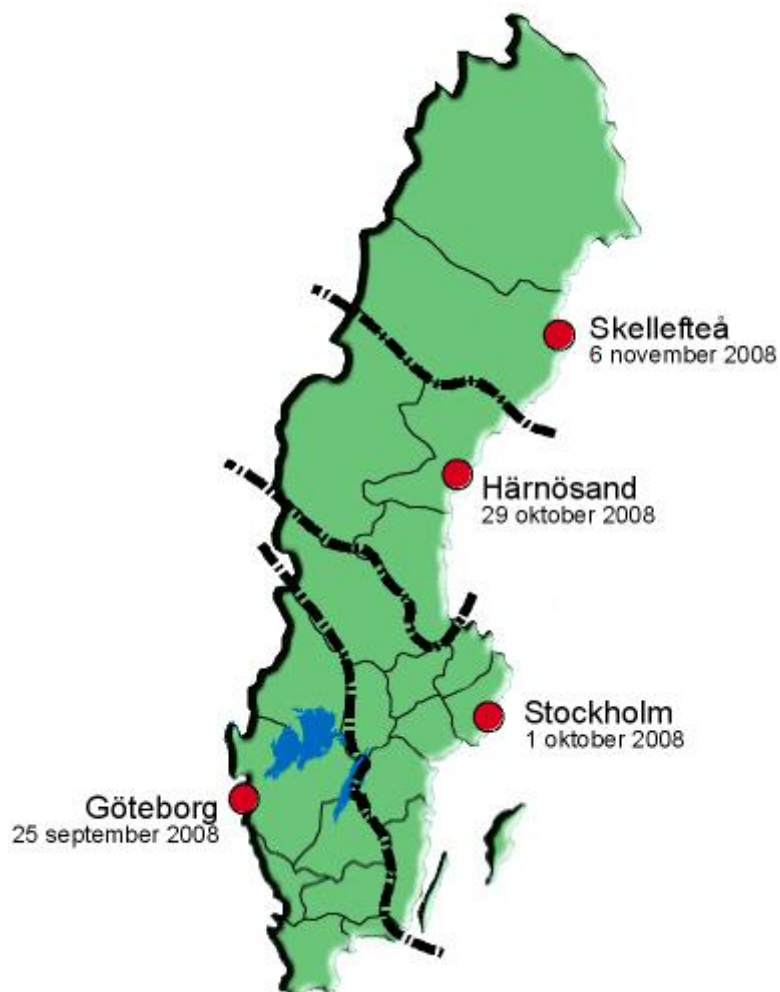 Skellefteå
6 november 2008
Härnösand
29 oktober 2008
Stockholm
1 oktober 2008
Göteborg
25 september 2008